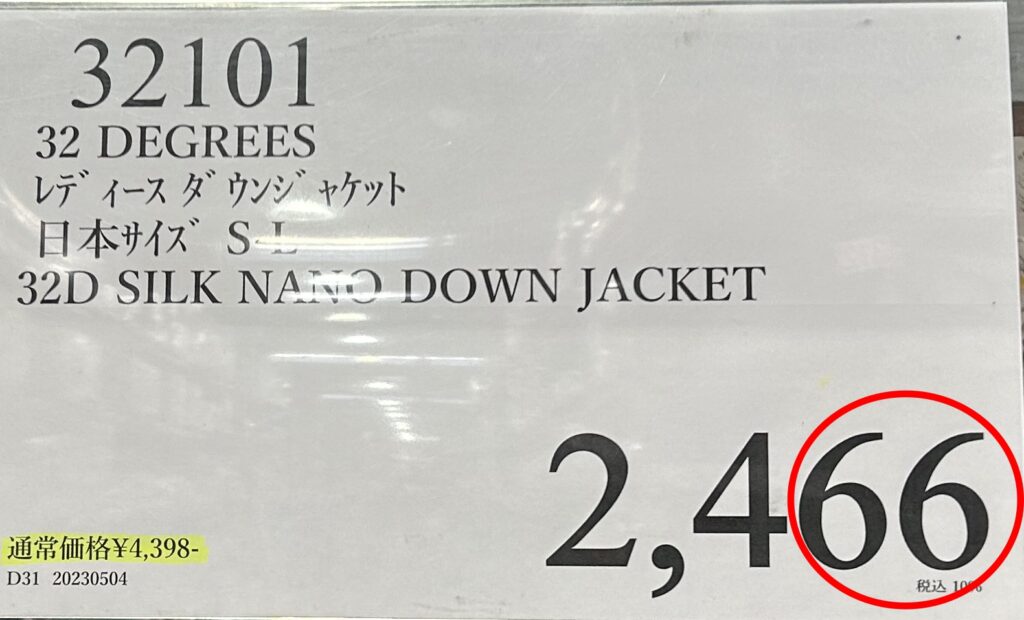 32101
32 DEGREES
レディース ダウンジャケット
日本サイズ S-L
32D SILK NANO DOWN JACKET
2,466
通常価格¥4,398-
税込 10%
D31 20230504